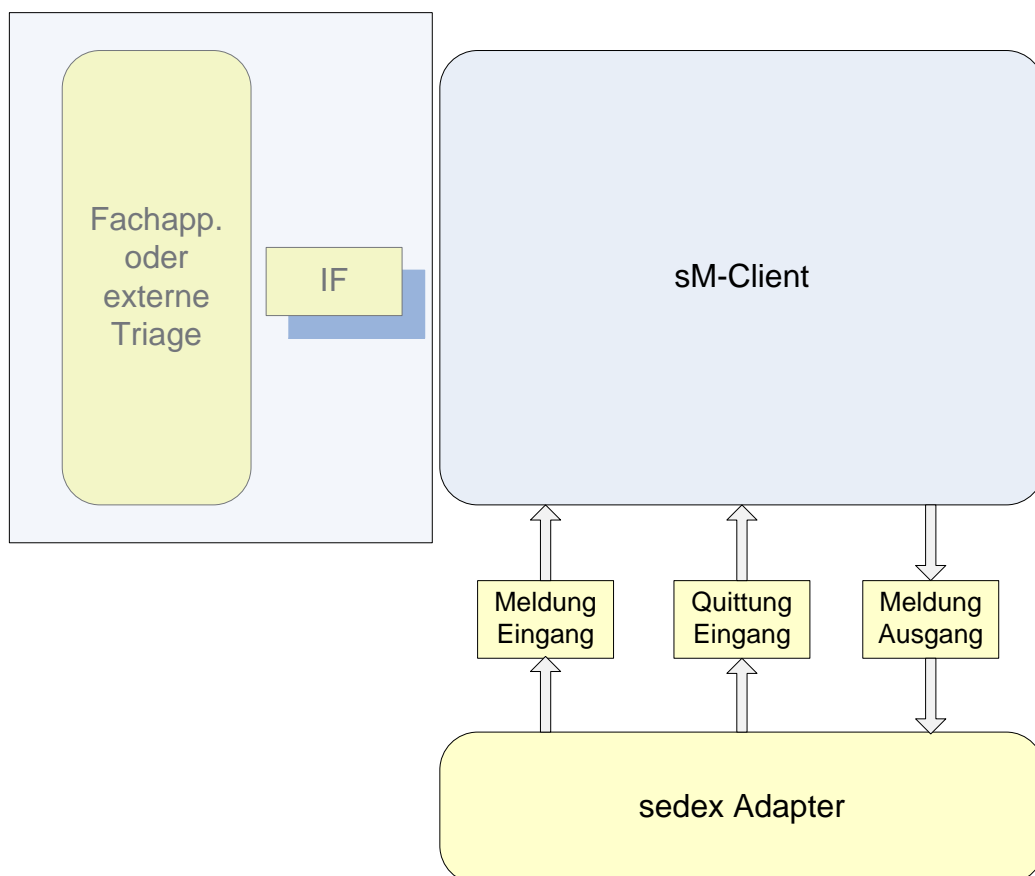 Fachapp.
oder
externe
Triage
IF
sM-Client
Meldung
Eingang
Quittung
Eingang
Meldung
Ausgang
sedex Adapter